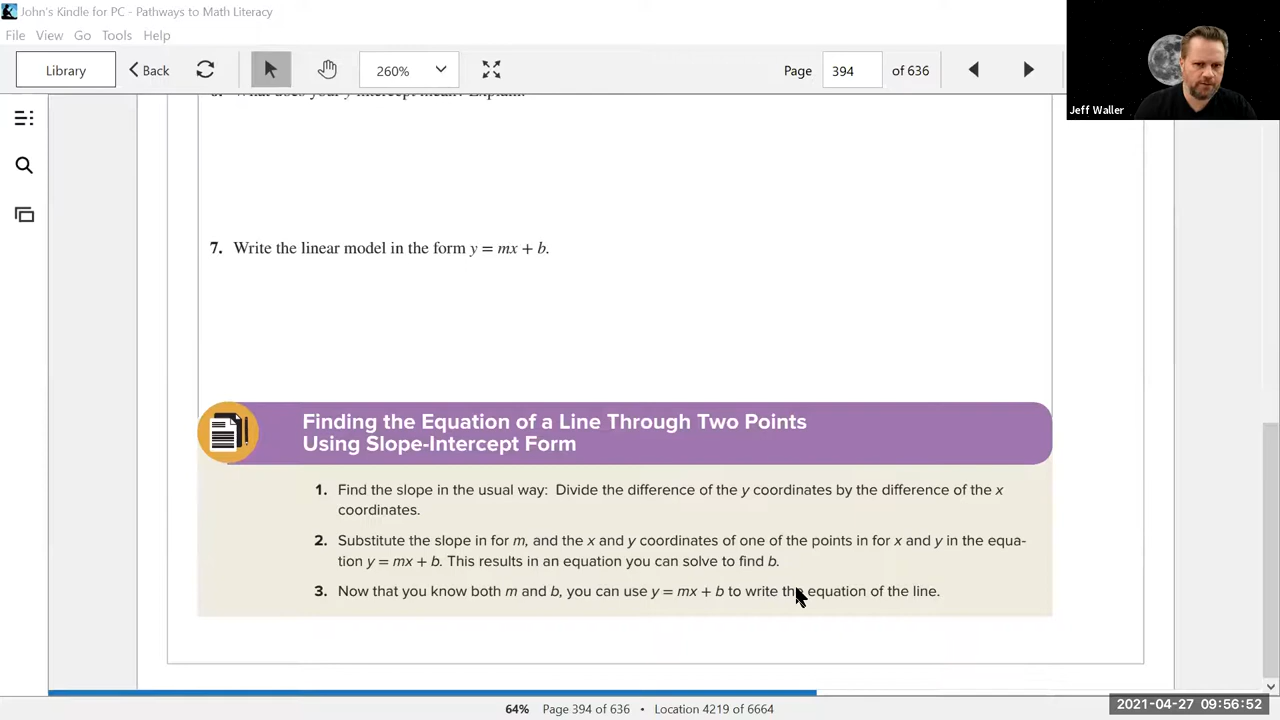 John's Kindle for PC - Pathways to Math Literacy
File View Go Tools Help
Library
Back
260%
Page 394 of 636
Jeff Waller
What does your y intercept mean? Explain.
7. Write the linear model in the form y = mx + b.
Finding the Equation of a Line Through Two Points
Using Slope-Intercept Form
1. Find the slope in the usual way: Divide the difference of the y coordinates by the difference of the x
coordinates.
2. Substitute the slope in for m, and the x and y coordinates of one of the points in for x and y in the equa-
tion y = mx + b. This results in an equation you can solve to find b.
3. Now that you know both m and b, you can use y = mx + b to write the equation of the line.
64% Page 394 of 636 • Location 4219 of 6664
2021-04-27 09:56:52